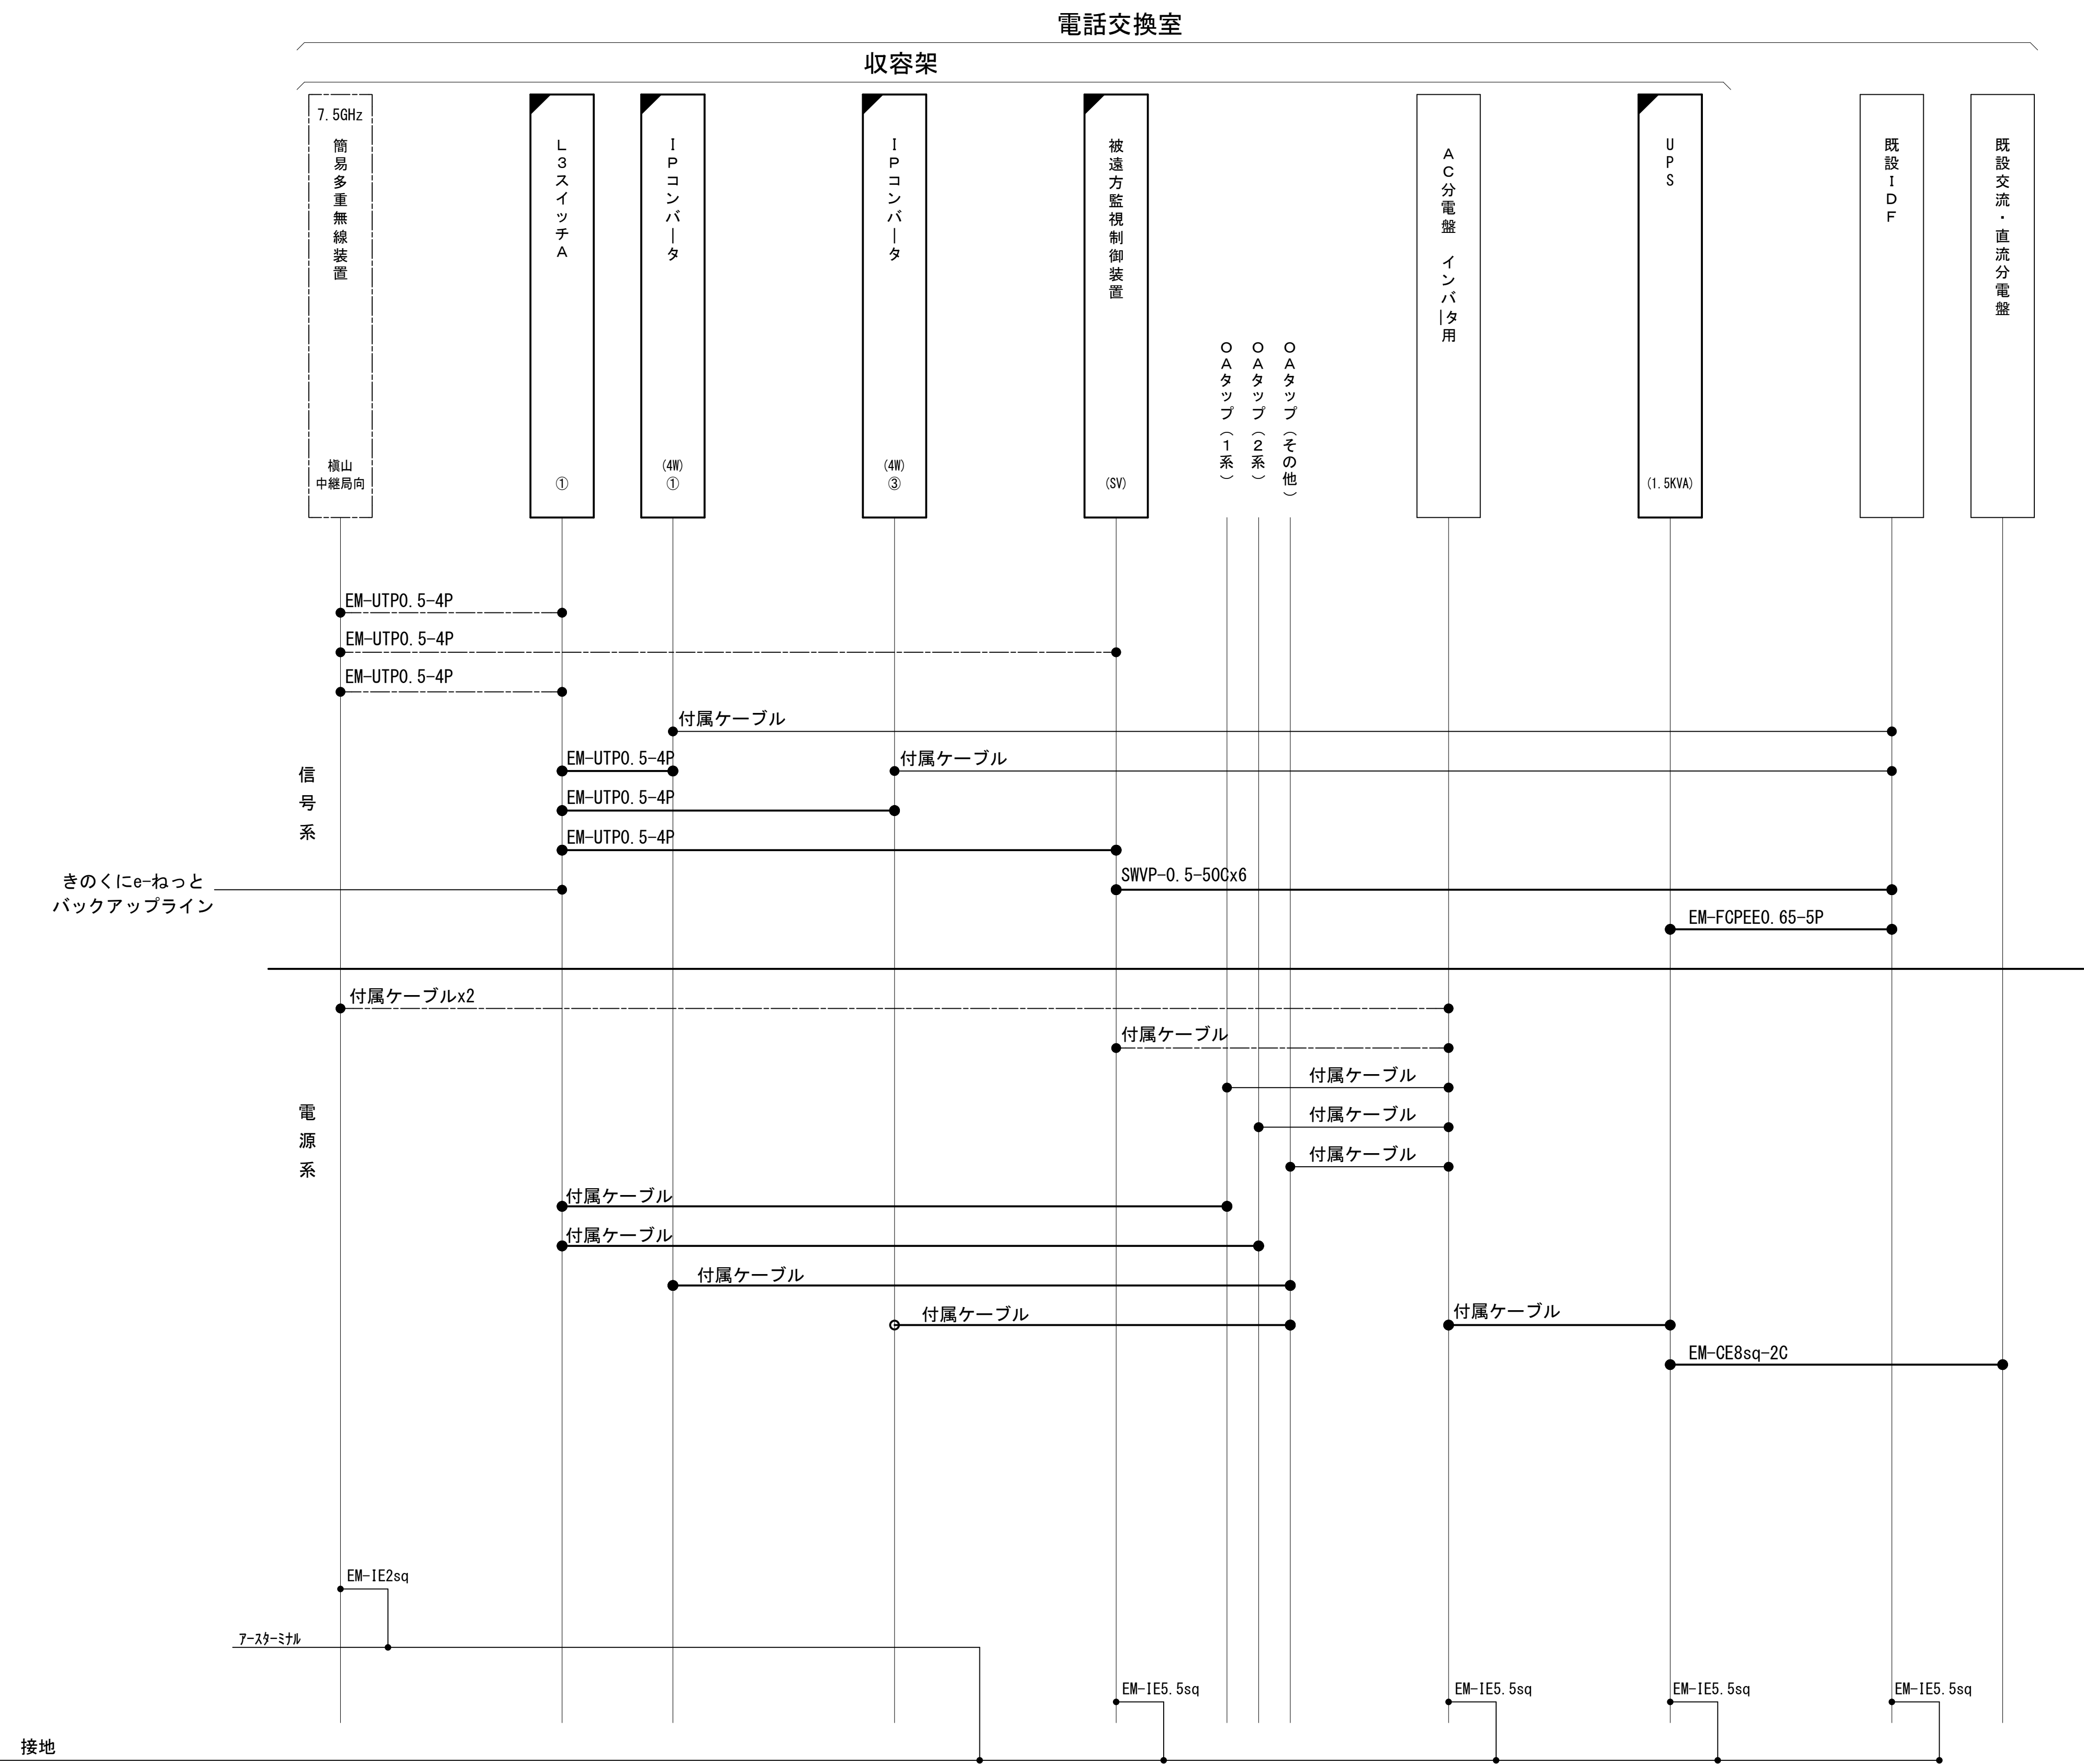 電話交換室
収容架
7.5GHz
簡易多重無線装置
槇山
中継局向
L3スイッチA
①
IPコンバータ
(4W)
①
IPコンバータ
(4W)
③
被遠方監視制御装置
(SV)
OAタップ(1系)
OAタップ(2系)
OAタップ(その他)
AC分電盤 インバータ用
UPS
(1.5KVA)
既設IDF
既設交流・直流分電盤
信号系
EM-UTP0.5-4P
EM-UTP0.5-4P
EM-UTP0.5-4P
付属ケーブル
EM-UTP0.5-4P
付属ケーブル
EM-UTP0.5-4P
EM-UTP0.5-4P
きのくにe-ねっと
バックアップライン
SWVP-0.5-50Cx6
EM-FCPEE0.65-5P
電源系
付属ケーブルx2
付属ケーブル
付属ケーブル
付属ケーブル
付属ケーブル
付属ケーブル
付属ケーブル
付属ケーブル
付属ケーブル
付属ケーブル
EM-CE8sq-2C
EM-IE2sq
アースターミナル
EM-IE5.5sq
EM-IE5.5sq
EM-IE5.5sq
EM-IE5.5sq
接地